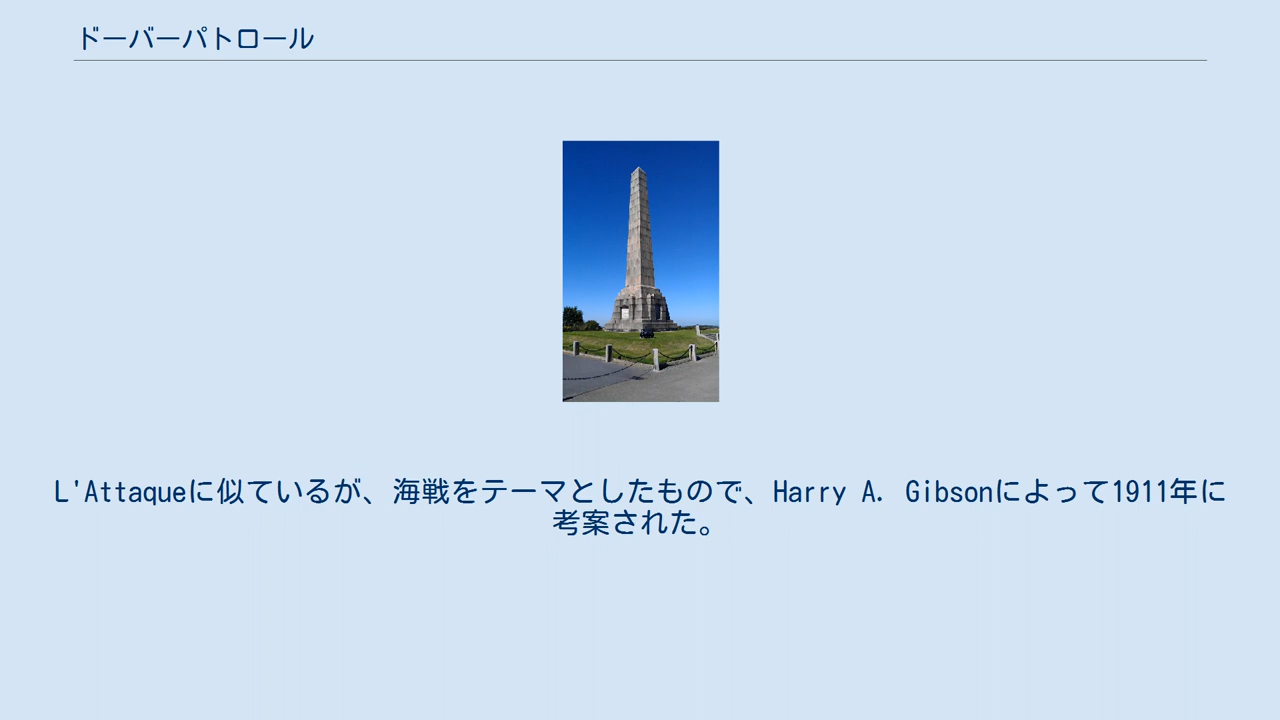 ドーバーパトロール
L'Attaqueに似ているが、海戦をテーマとしたもので、Harry A. Gibsonによって1911年に
考案された。